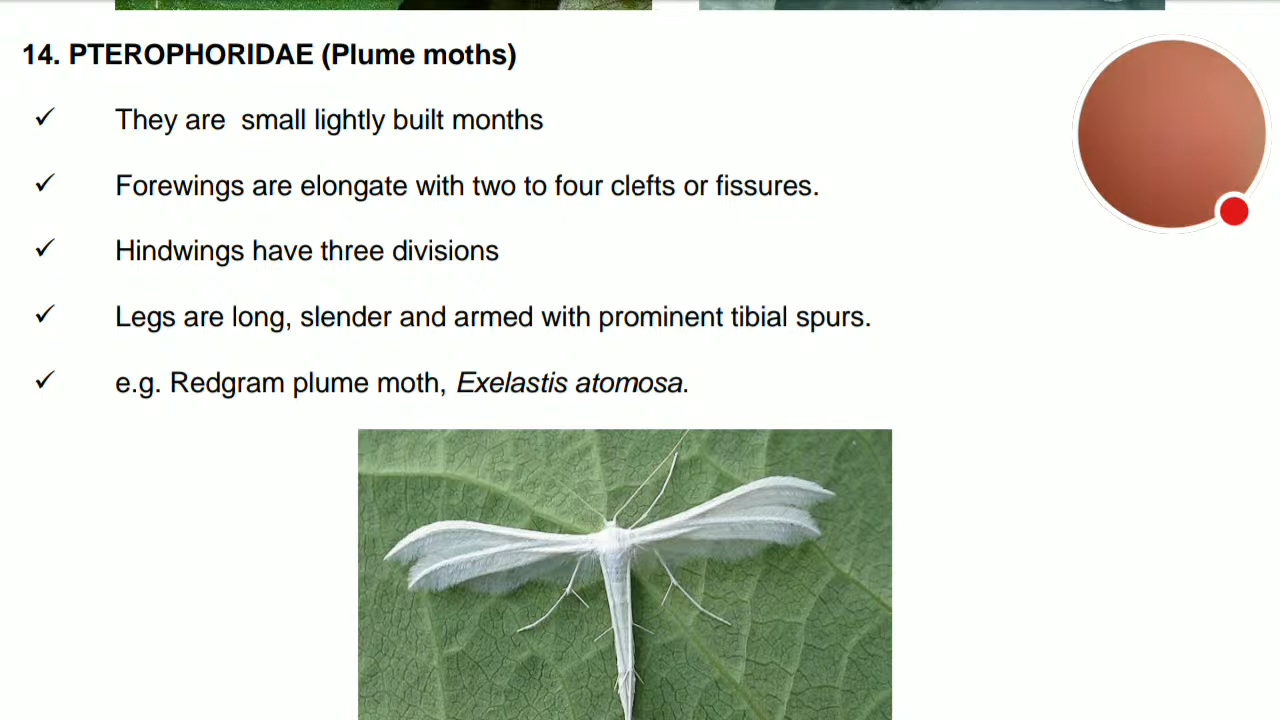 14. PTEROPHORIDAE (Plume moths)
✓ They are  small lightly built months
✓ Forewings are elongate with two to four clefts or fissures.
✓ Hindwings have three divisions
✓ Legs are long, slender and armed with prominent tibial spurs.
✓ e.g. Redgram plume moth, Exelastis atomosa.